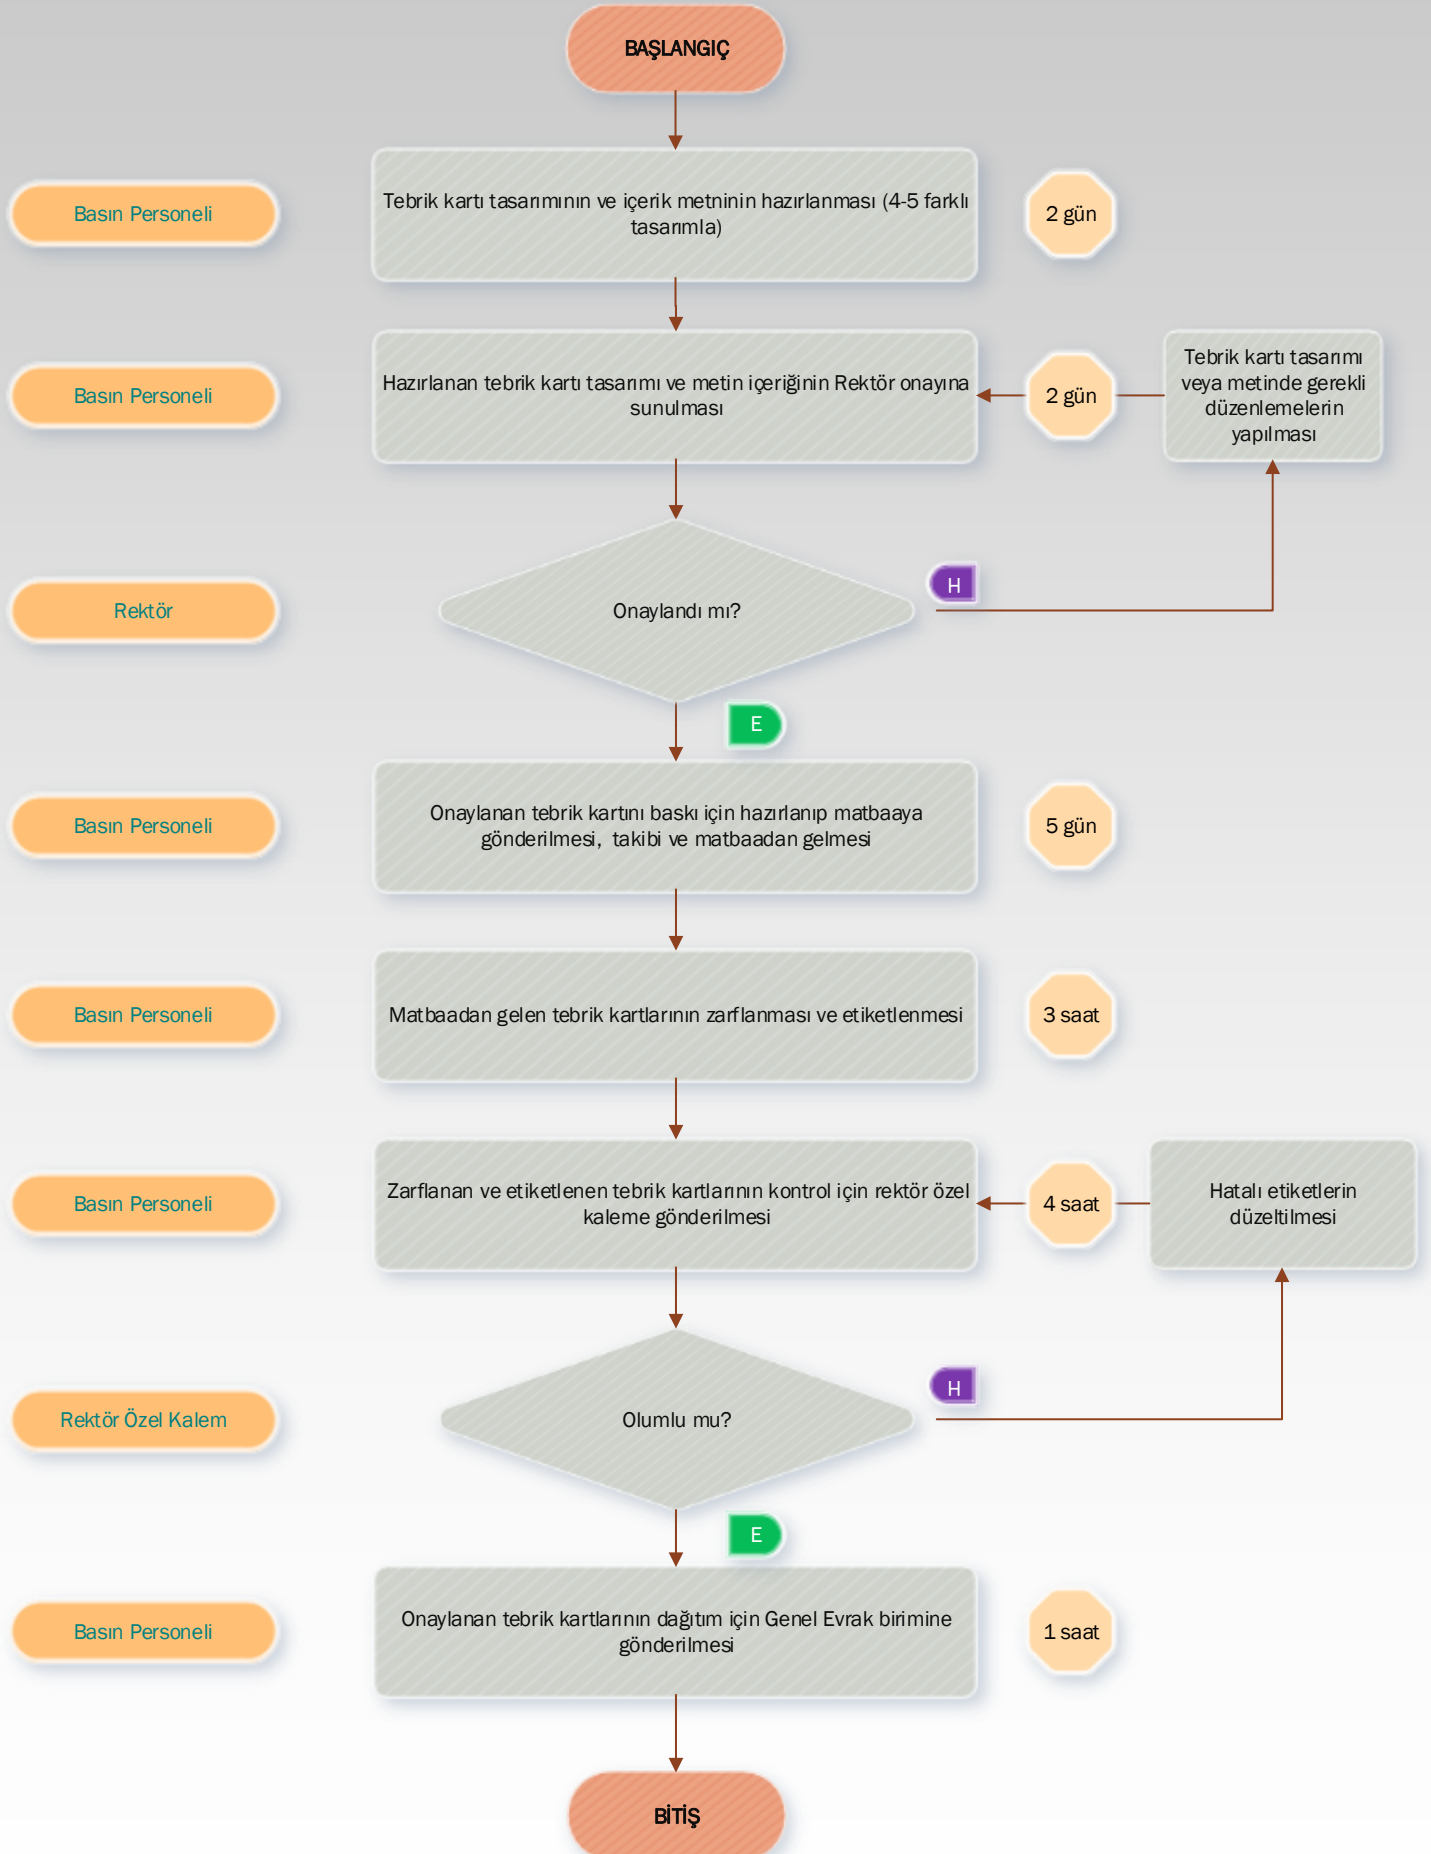 BAŞLANGIÇ
Basın Personeli
Tebrik kartı tasarımının ve içerik metninin hazırlanması (4-5 farklı
tasarımla)
2 gün
Basın Personeli
Hazırlanan tebrik kartı tasarımı ve metin içeriğinin Rektör onayına
sunulması
2 gün
Tebrik kartı tasarımı
veya metinde gerekli
düzenlemelerin
yapılması
Rektör
Onaylandı mı?
H
E
Basın Personeli
Onaylanan tebrik kartını baskı için hazırlanıp matbaaya
gönderilmesi,  takibi ve matbaadan gelmesi
5 gün
Basın Personeli
Matbaadan gelen tebrik kartlarının zarflanması ve etiketlenmesi
3 saat
Basın Personeli
Zarflanan ve etiketlenen tebrik kartlarının kontrol için rektör özel
kaleme gönderilmesi
4 saat
Hatalı etiketlerin
düzeltilmesi
Rektör Özel Kalem
Olumlu mu?
H
E
Basın Personeli
Onaylanan tebrik kartlarının dağıtım için Genel Evrak birimine
gönderilmesi
1 saat
BİTİŞ